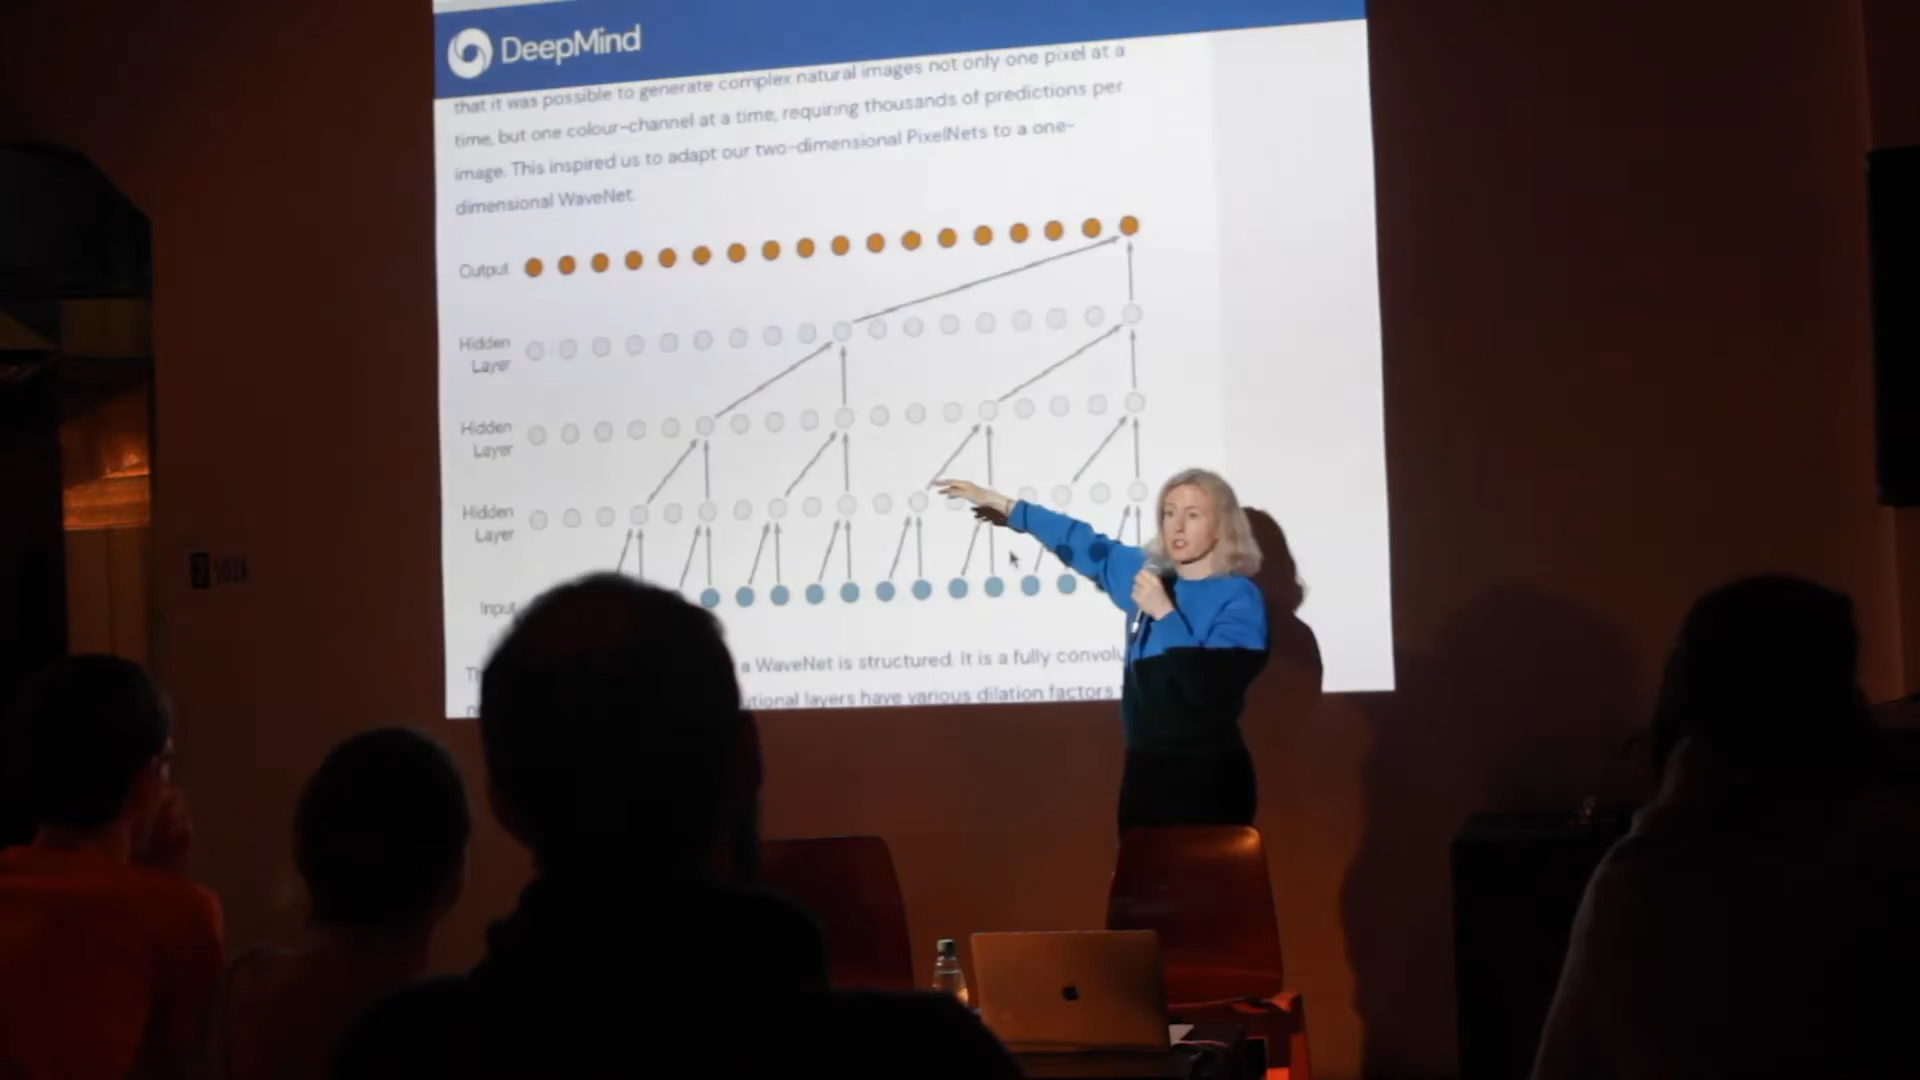 DeepMind
that it was possible to generate complex natural images not only one pixel at a
time, but one colour-channel at a time, requiring thousands of predictions per
image. This inspired us to adapt our two-dimensional PixelNets to a one-
dimensional WaveNet.
Output
Hidden
Layer
Hidden
Layer
Hidden
Layer
Input
a WaveNet is structured. It is a fully convolu
utional layers have various dilation factors